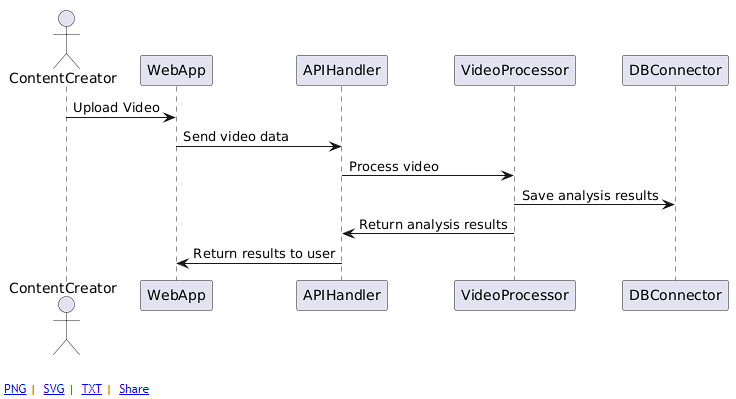 ContentCreator
WebApp
APIHandler
VideoProcessor
DBConnector
Upload Video
Send video data
Process video
Save analysis results
Return analysis results
Return results to user
ContentCreator
WebApp
APIHandler
VideoProcessor
DBConnector
PNG | SVG | TXT | Share